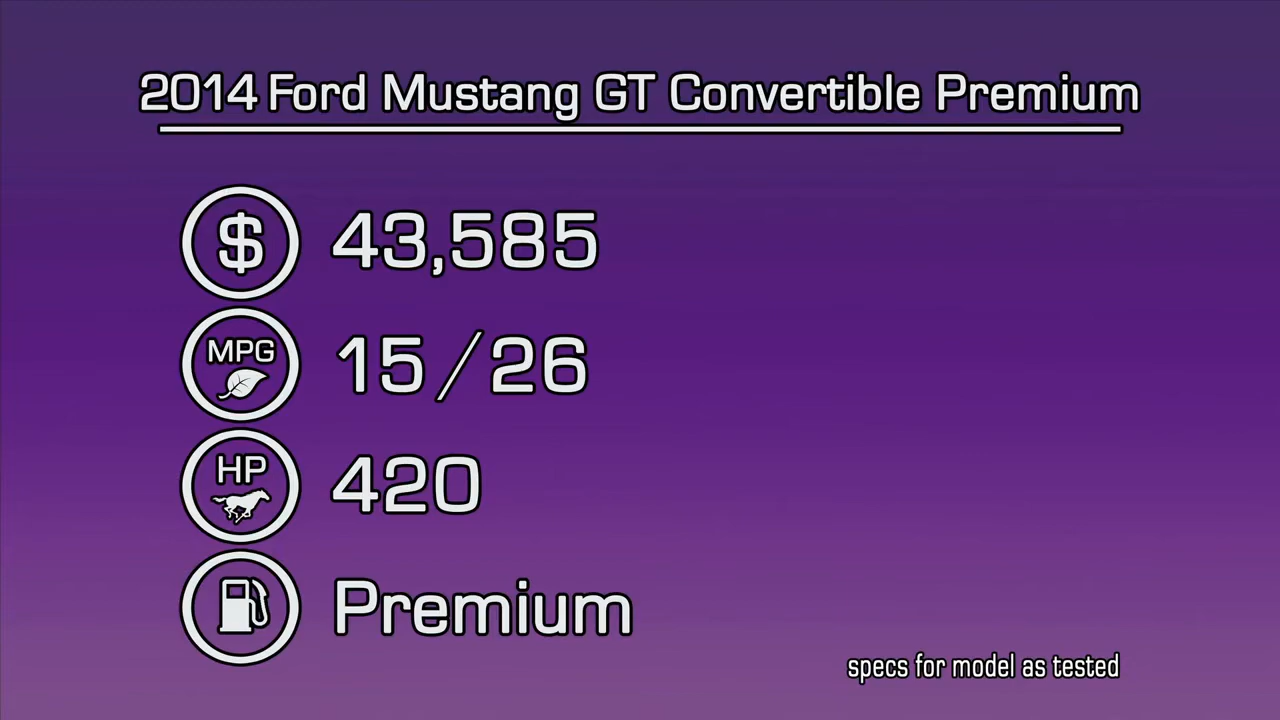 2014 Ford Mustang GT Convertible Premium
$ 43,585
MPG 15/26
HP 420
Premium
specs for model as tested